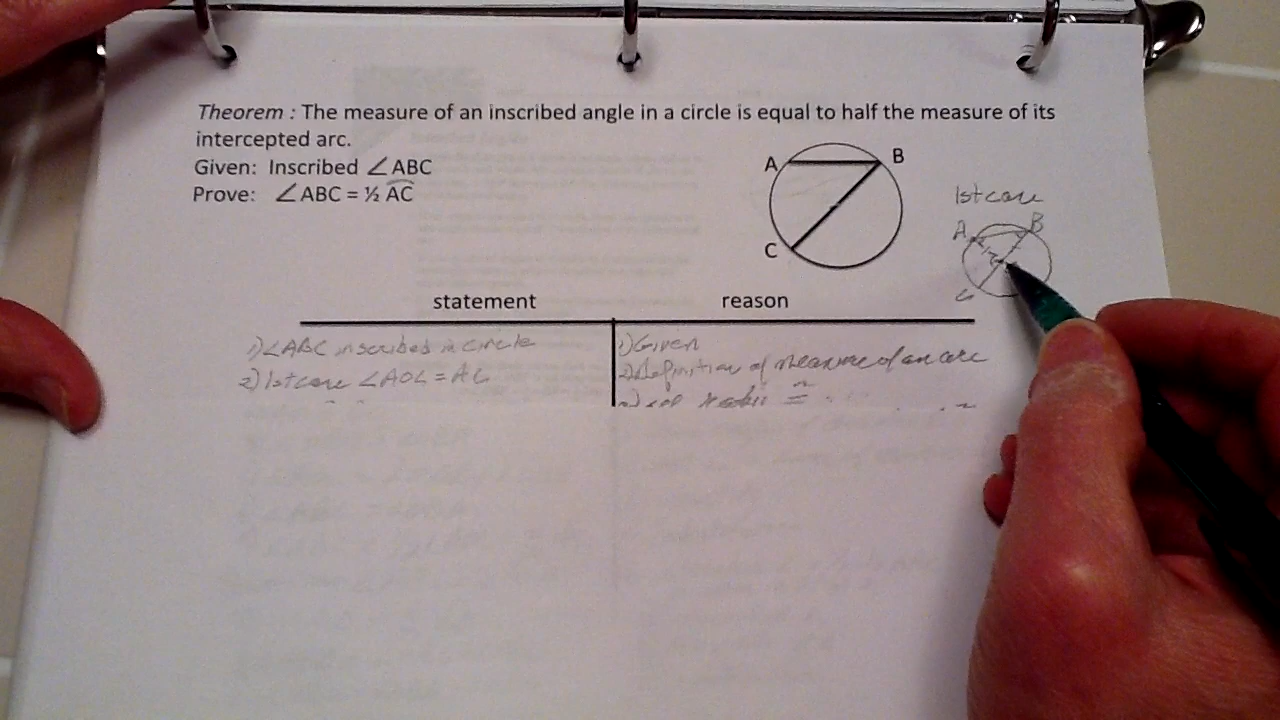 Theorem : The measure of an inscribed angle in a circle is equal to half the measure of its
intercepted arc.
Given: Inscribed ∠ABC
Prove: ∠ABC = ½ AC
A
B
C
1st case
A
B
C
statement
reason
1) ∠ABC inscribed in circle
1) Given
2) 1st case ∠AOC = AC
2) Definition of measure of an arc